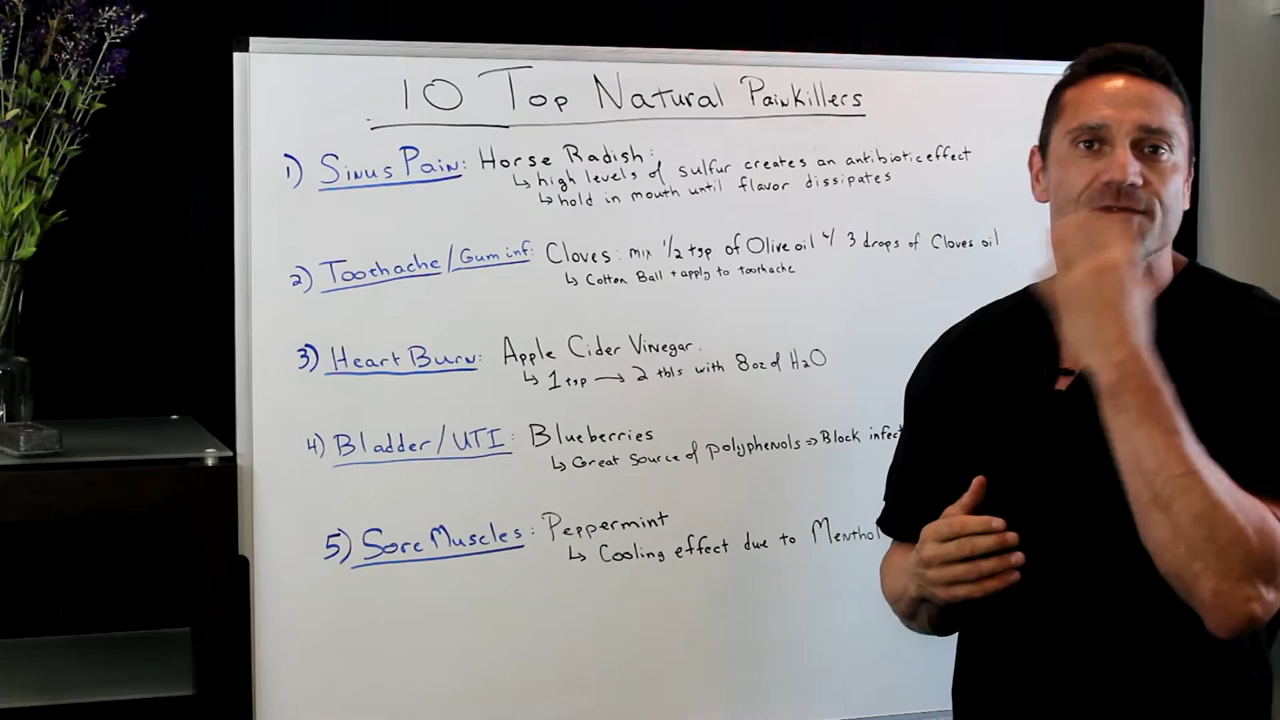 10 Top Natural Painkillers
1) Sinus Pain: Horse Radish:
↳ high levels of sulfur creates an antibiotic effect
↳ hold in mouth until flavor dissipates
2) Toothache/Gum inf: Cloves: mix 1/2 tsp of Olive oil w/ 3 drops of Cloves oil
↳ Cotton Ball + apply to toothache
3) Heart Burn: Apple Cider Vinegar.
↳ 1 tsp → 2 tbls with 8oz of H2O
4) Bladder/UTI: Blueberries
↳ Great Source of polyphenols ⇒ Block infect
5) Sore Muscles: Peppermint
↳ Cooling effect due to Menthol